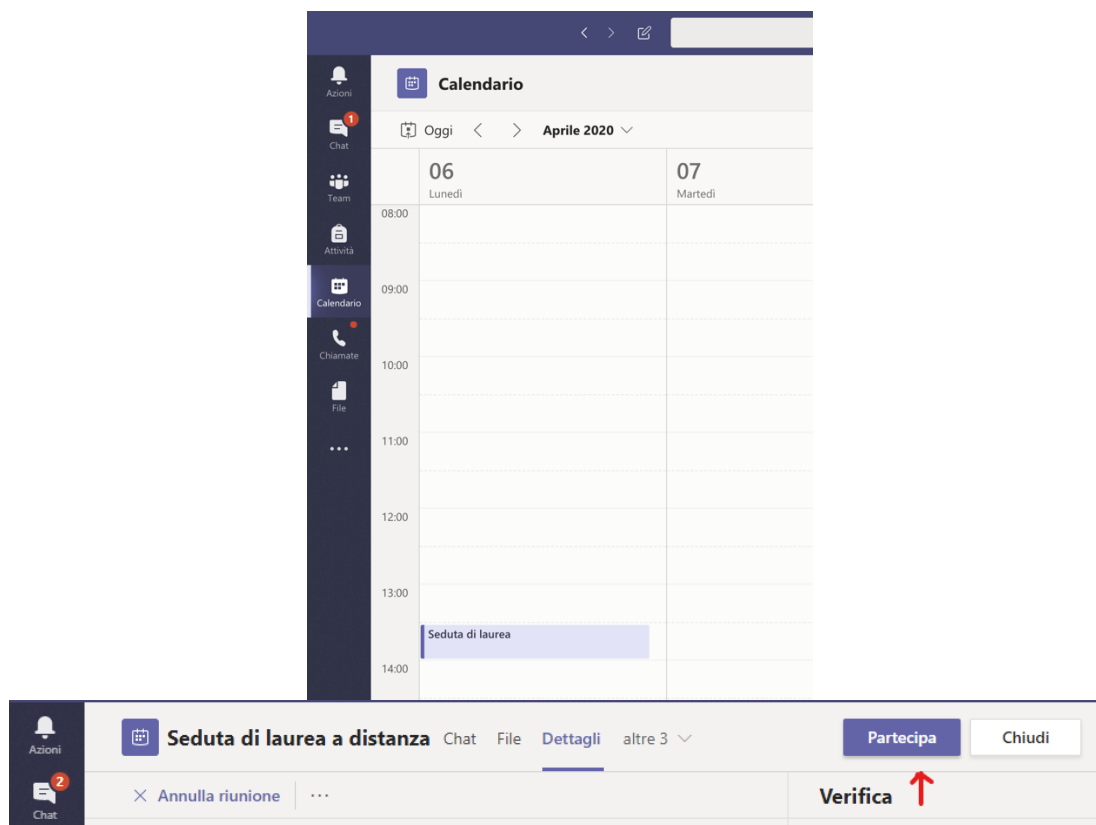 Calendario
Azioni
1
Chat
Oggi
Aprile 2020
06
07
Lunedì
Martedì
Team
08:00
Attività
09:00
Calendario
Chiamate
10:00
File
11:00
12:00
13:00
Seduta di laurea
14:00
Seduta di laurea a distanza Chat File Dettagli altre 3 Partecipa Chiudi
Azioni
2
Chat
Annulla riunione
Verifica